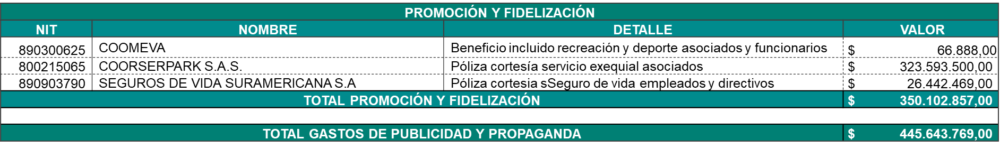 PROMOCIÓN Y FIDELIZACIÓN
NIT NOMBRE DETALLE VALOR
890300625 COOMEVA Beneficio incluido recreación y deporte asociados y funcionarios $ 66.888,00
800215065 COORSERPARK S.A.S. Póliza cortesía servicio exequial asociados $ 323.593.500,00
890903790 SEGUROS DE VIDA SURAMERICANA S.A Póliza cortesia sSeguro de vida empleados y directivos $ 26.442.469,00
TOTAL PROMOCIÓN Y FIDELIZACIÓN $ 350.102.857,00
TOTAL GASTOS DE PUBLICIDAD Y PROPAGANDA $ 445.643.769,00